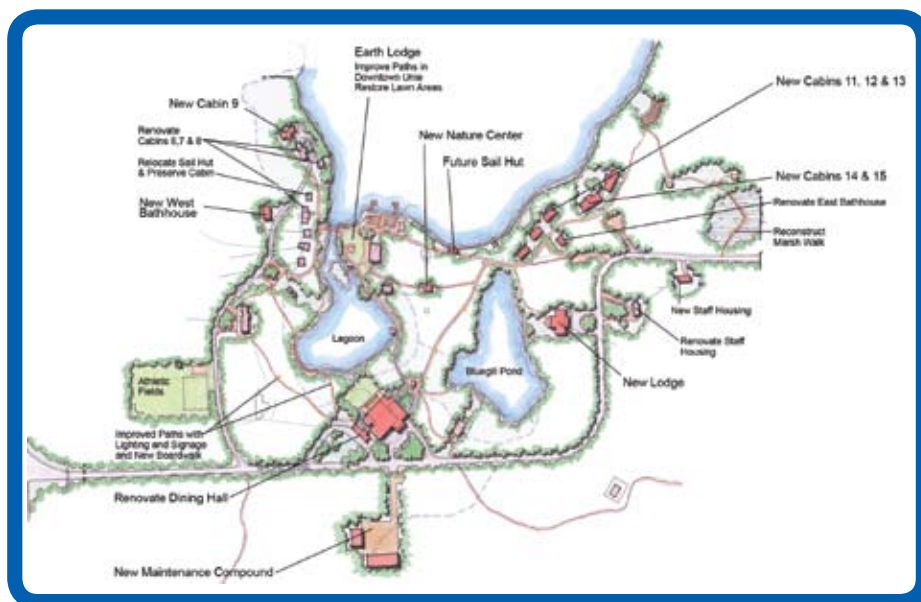 Earth Lodge
Improve Paths in
Downtown Unie
Restore Lawn Areas
New Cabin 9
Renovate
Cabins 6,7 & 8
Relocate Sail Hut
& Preserve Cabin
New West
Bathhouse
New Nature Center
Future Sail Hut
New Cabins 11, 12 & 13
New Cabins 14 & 15
Renovate East Bathhouse
Reconstruct
Marsh Walk
New Staff Housing
Renovate Staff
Housing
New Lodge
Lagoon
Bluegill Pond
Athletic
Fields
Improved Paths with
Lighting and Signage
and New Boardwalk
Renovate Dining Hall
New Maintenance Compound